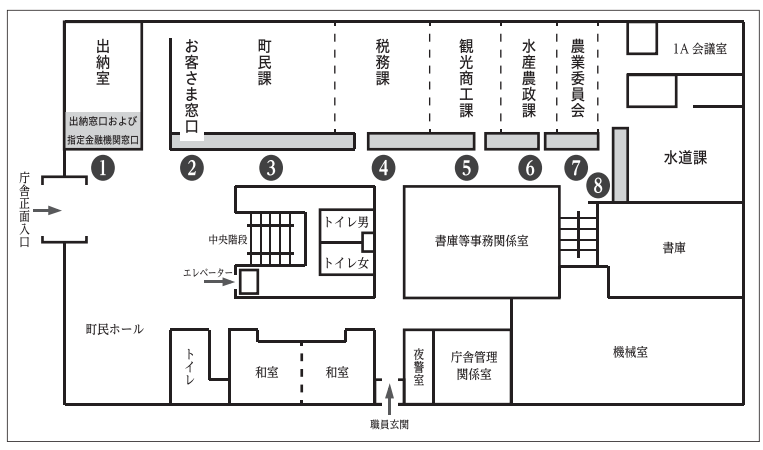 出納室
お客さま窓口
町民課
税務課
観光商工課
水産農政課
農業委員会
1A 会議室
出納窓口および
指定金融機関窓口
1
2
3
4
5
6
7
8
水道課
庁舎正面入口
中央階段
トイレ男
トイレ女
エレベーター
書庫等事務関係室
書庫
町民ホール
トイレ
和室
和室
夜警室
庁舎管理
関係室
機械室
職員玄関